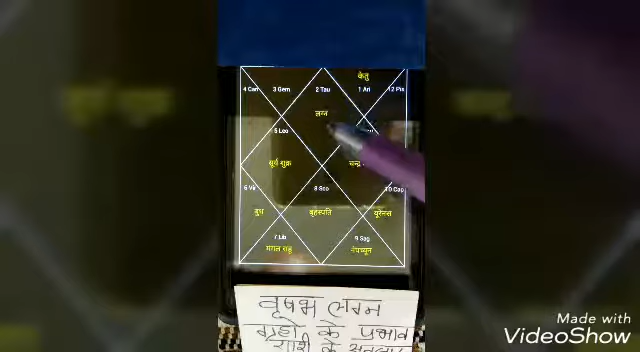 केतु
4 Can 3 Gem 2 Tau 1 Ari 12 Pis
लग्न
5 Leo
सूर्य शुक्र चन्द्र
6 Vir 8 Sco 10 Cap
बुध बृहस्पति यूरेनस
7 Lib 9 Sag
मंगल राहु नेपच्यून
वृषभ लग्न
ग्रहो के प्रभाव
राशी के
Made with
VideoShow